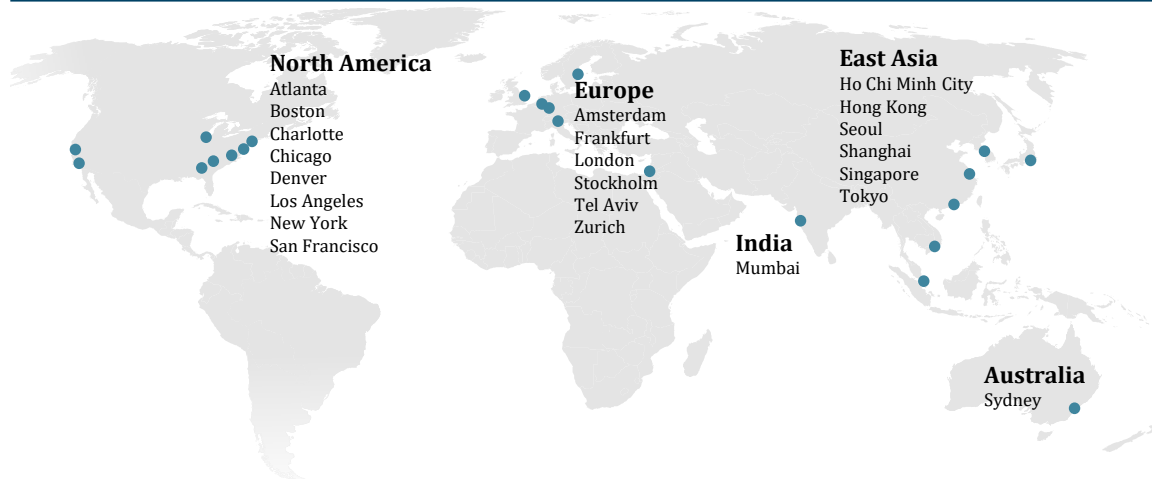 North America
Atlanta
Boston
Charlotte
Chicago
Denver
Los Angeles
New York
San Francisco
Europe
Amsterdam
Frankfurt
London
Stockholm
Tel Aviv
Zurich
India
Mumbai
East Asia
Ho Chi Minh City
Hong Kong
Seoul
Shanghai
Singapore
Tokyo
Australia
Sydney